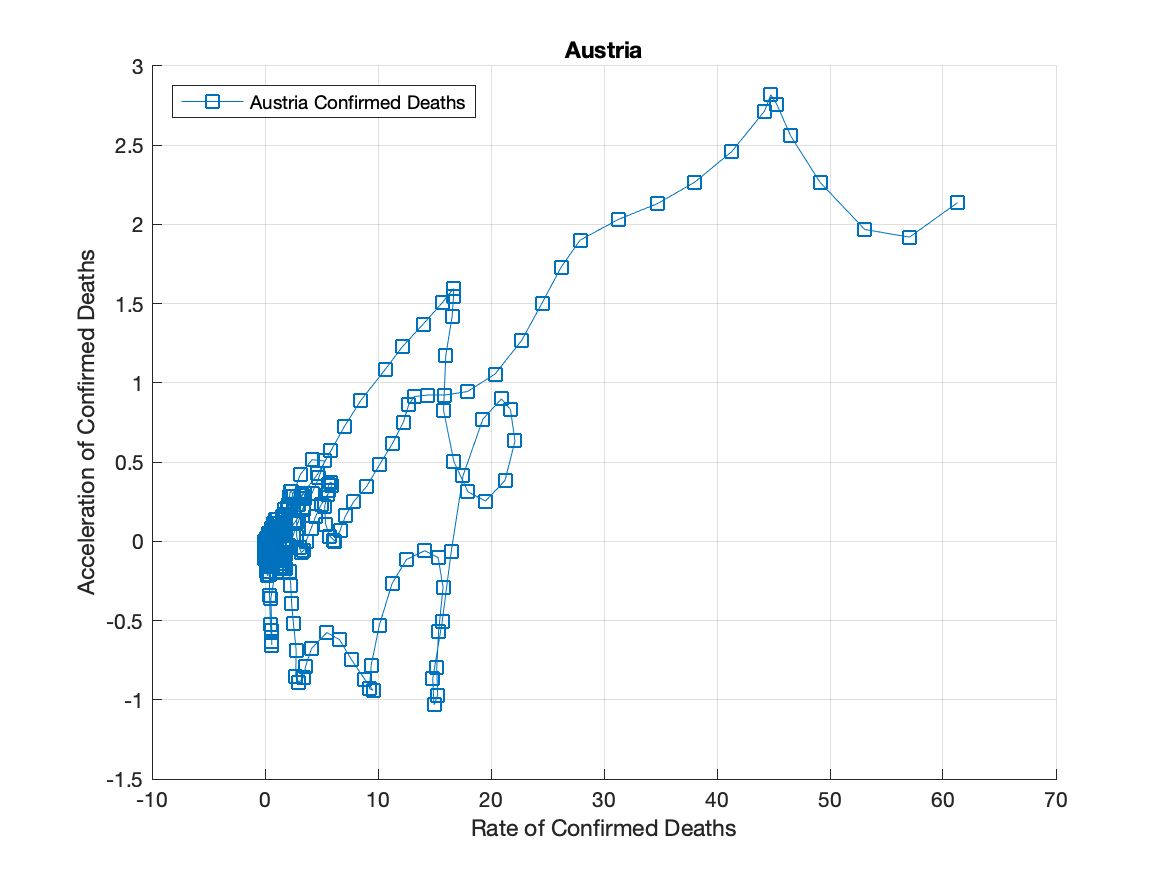 Austria
3
2.5
2
1.5
1
0.5
0
-0.5
-1
-1.5
Acceleration of Confirmed Deaths
Austria Confirmed Deaths
-10 0 10 20 30 40 50 60 70
Rate of Confirmed Deaths